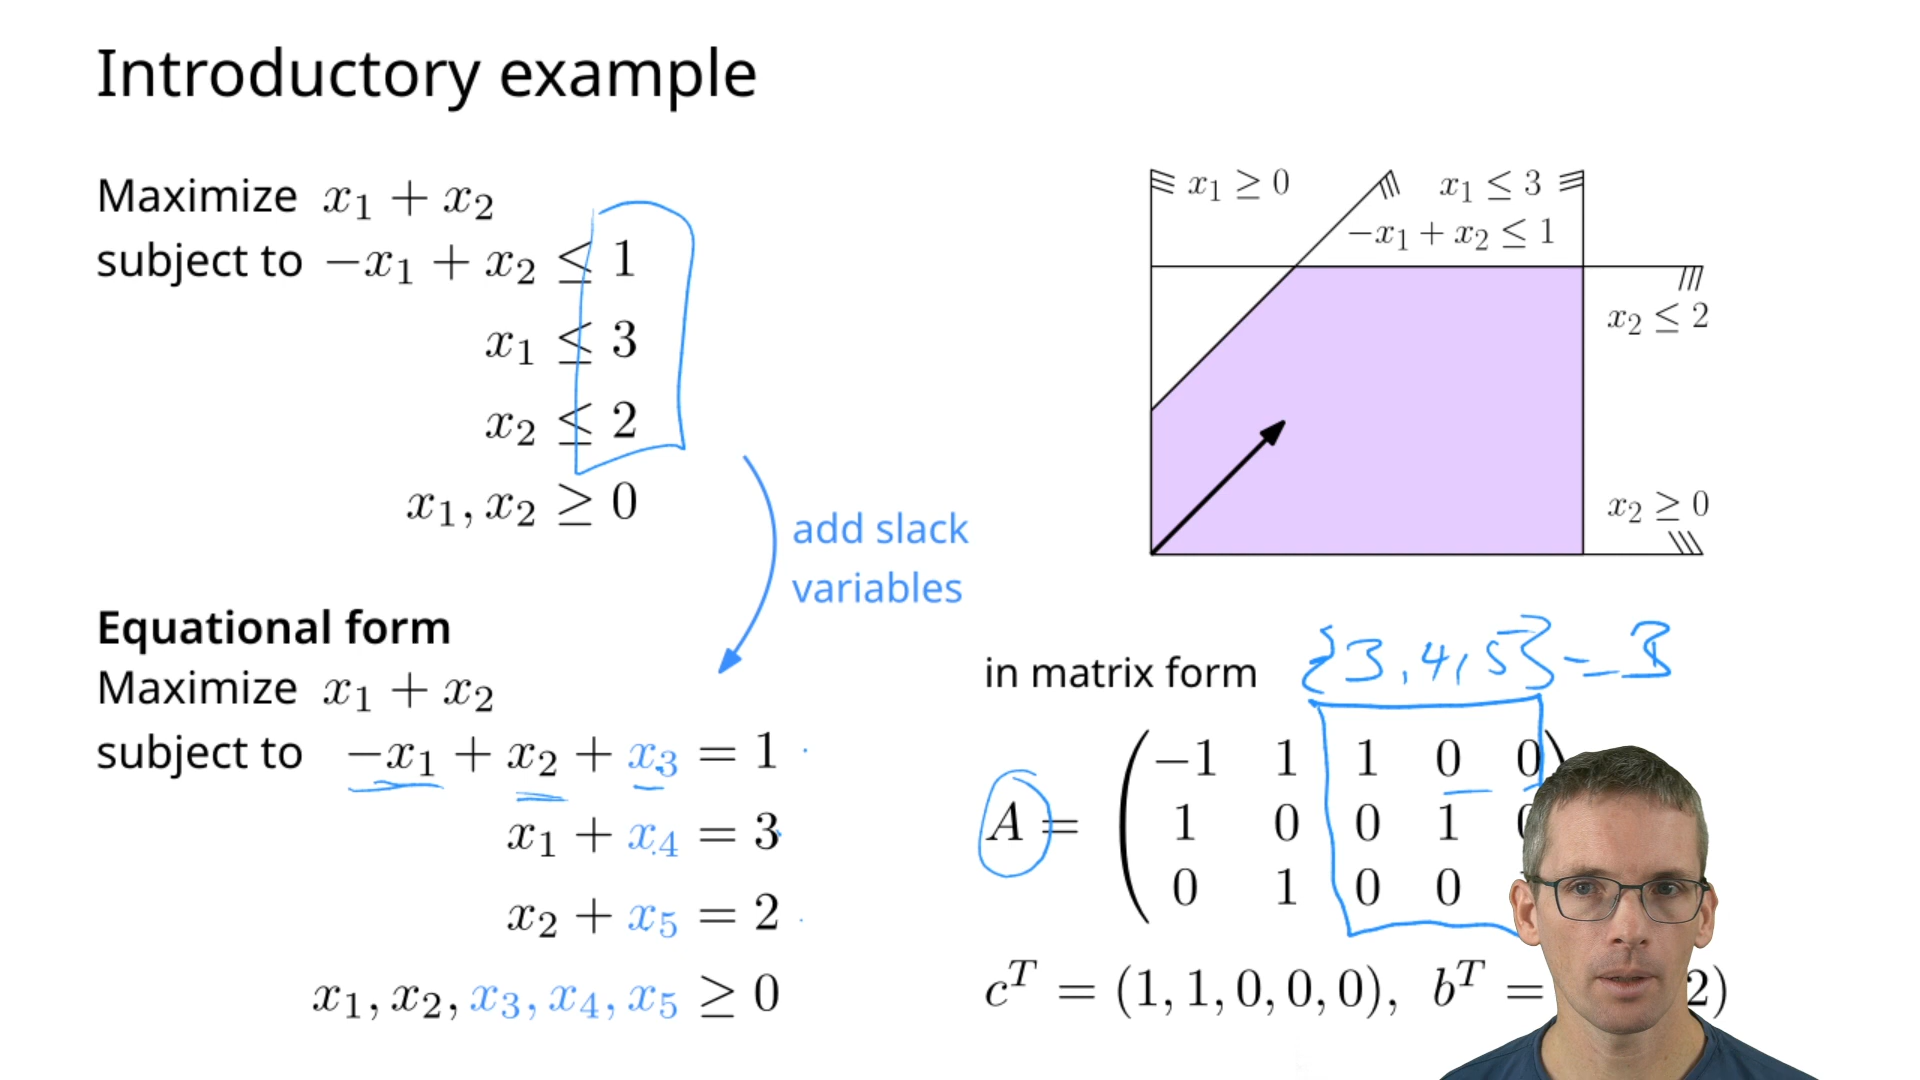 Introductory example
Maximize x₁ + x₂
subject to −x₁ + x₂ ≤ 1
x₁ ≤ 3
x₂ ≤ 2
x₁, x₂ ≥ 0
add slack
variables
Equational form
Maximize x₁ + x₂
subject to −x₁ + x₂ + x₃ = 1
x₁ + x₄ = 3
x₂ + x₅ = 2
x₁, x₂, x₃, x₄, x₅ ≥ 0
x₁ ≥ 0
x₁ ≤ 3
−x₁ + x₂ ≤ 1
x₂ ≤ 2
x₂ ≥ 0
in matrix form {3,4,5} =
−1 1 1 0 0
A = 1 0 0 1
0 1 0 0
cᵀ = (1, 1, 0, 0, 0), bᵀ = 2)